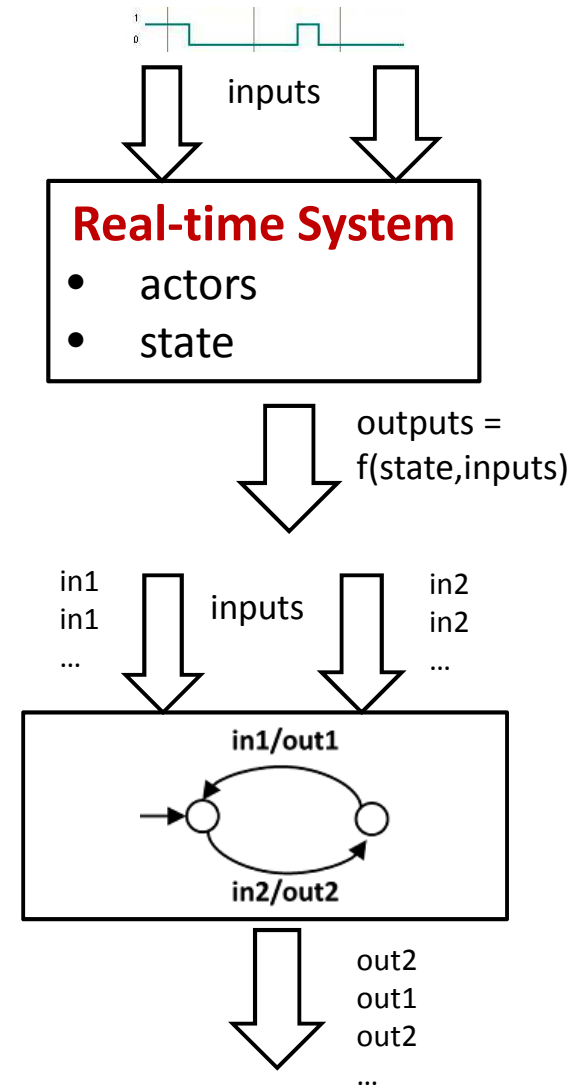 1
0
inputs
Real-time System
• actors
• state
outputs =
f(state,inputs)
in1
in1
...
inputs
in2
in2
...
in1/out1
in2/out2
out2
out1
out2
...